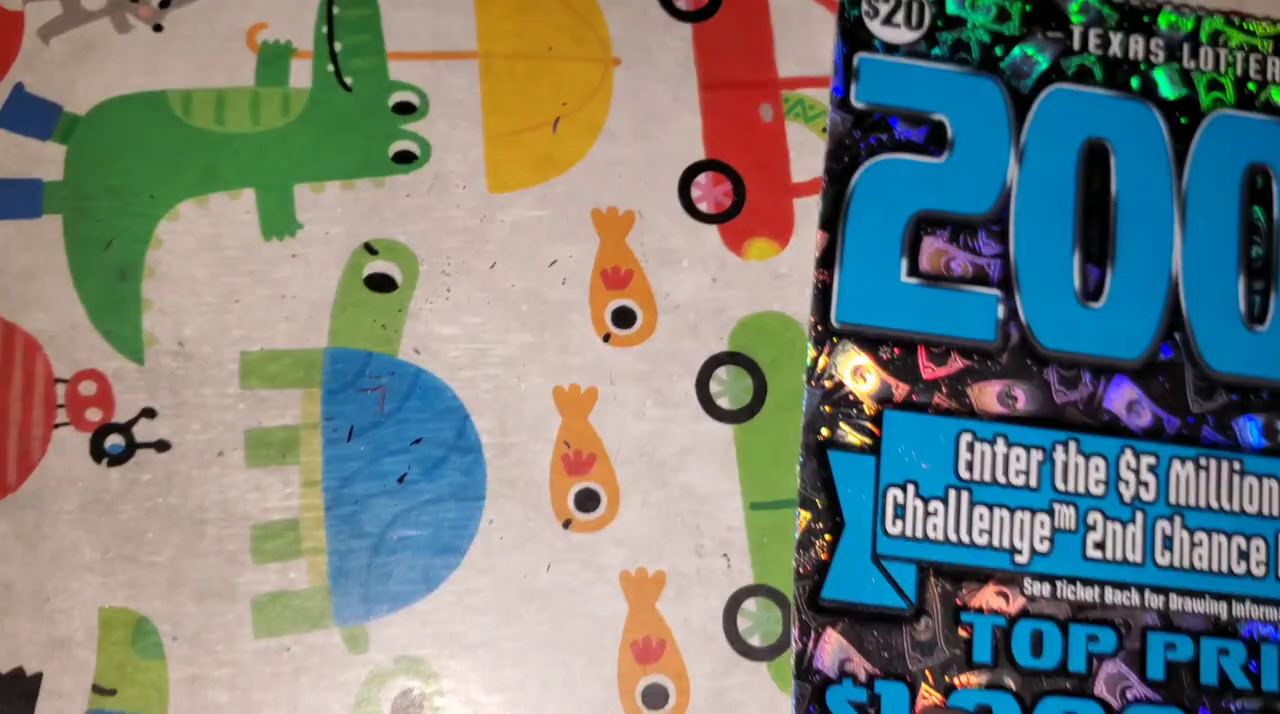 $20
TEXAS LOTTER
200
Enter the $5 Million
Challenge™ 2nd Chance
See Ticket Back for Drawing Inform
TOP PRI